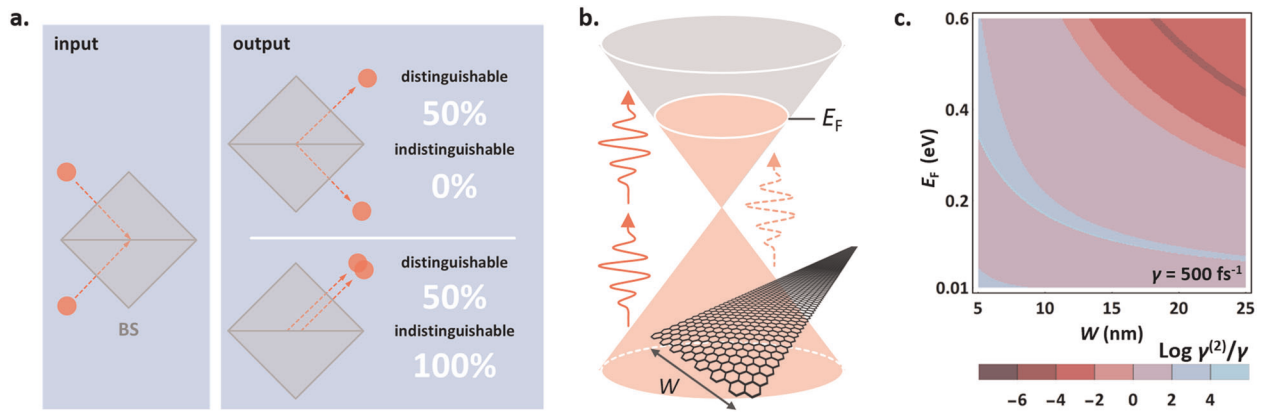 a.
input
BS
output
distinguishable
50%
indistinguishable
0%
distinguishable
50%
indistinguishable
100%
b.
E_F
W
c.
E_F (eV)
0.6
0.4
0.2
0.01
γ = 500 fs⁻¹
5 10 15 20 25
W (nm)
Log γ⁽²⁾/γ
−6 −4 −2 0 2 4